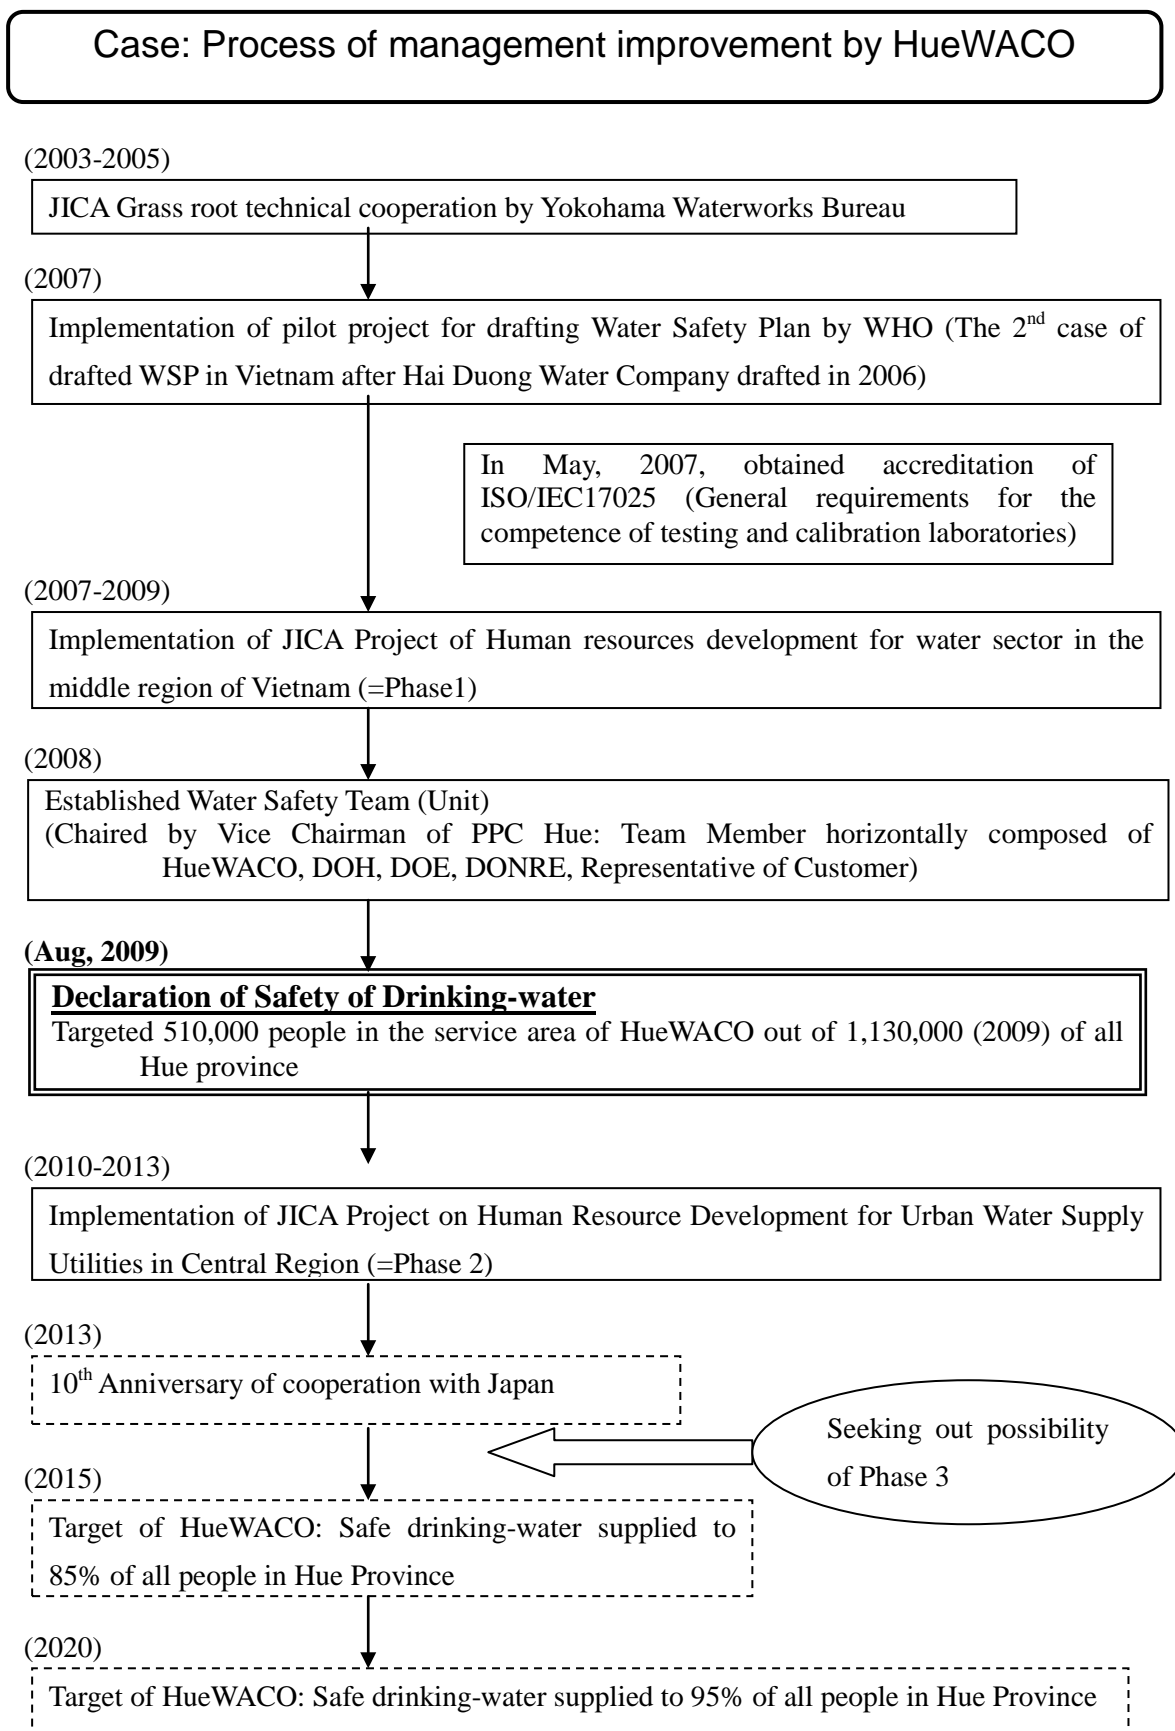 Case: Process of management improvement by HueWACO
(2003-2005)
JICA Grass root technical cooperation by Yokohama Waterworks Bureau
(2007)
Implementation of pilot project for drafting Water Safety Plan by WHO (The 2nd case of
drafted WSP in Vietnam after Hai Duong Water Company drafted in 2006)
In May, 2007, obtained accreditation of
ISO/IEC17025 (General requirements for the
competence of testing and calibration laboratories)
(2007-2009)
Implementation of JICA Project of Human resources development for water sector in the
middle region of Vietnam (=Phase1)
(2008)
Established Water Safety Team (Unit)
(Chaired by Vice Chairman of PPC Hue: Team Member horizontally composed of
HueWACO, DOH, DOE, DONRE, Representative of Customer)
(Aug, 2009)
Declaration of Safety of Drinking-water
Targeted 510,000 people in the service area of HueWACO out of 1,130,000 (2009) of all
Hue province
(2010-2013)
Implementation of JICA Project on Human Resource Development for Urban Water Supply
Utilities in Central Region (=Phase 2)
(2013)
10th Anniversary of cooperation with Japan
Seeking out possibility
of Phase 3
(2015)
Target of HueWACO: Safe drinking-water supplied to
85% of all people in Hue Province
(2020)
Target of HueWACO: Safe drinking-water supplied to 95% of all people in Hue Province